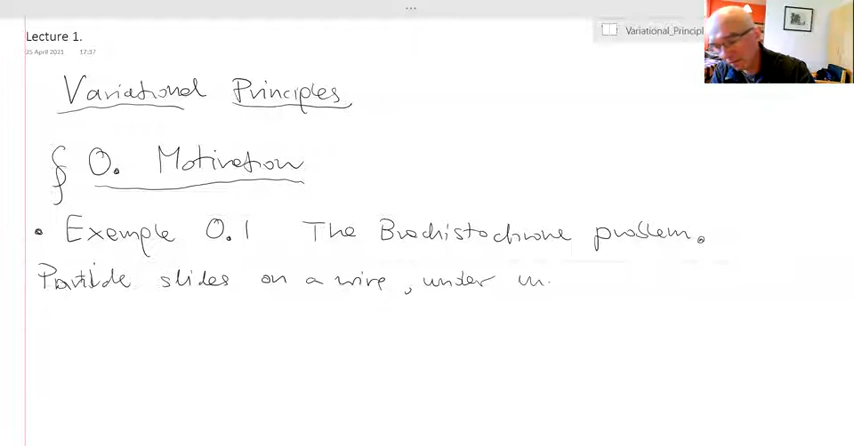 ...
Lecture 1.
25 April 2021 17:37
Variational_Principl
Variational Principles
§ 0. Motivation
• Example 0.1 The Brachistochrone problem.
Particle slides on a wire, under